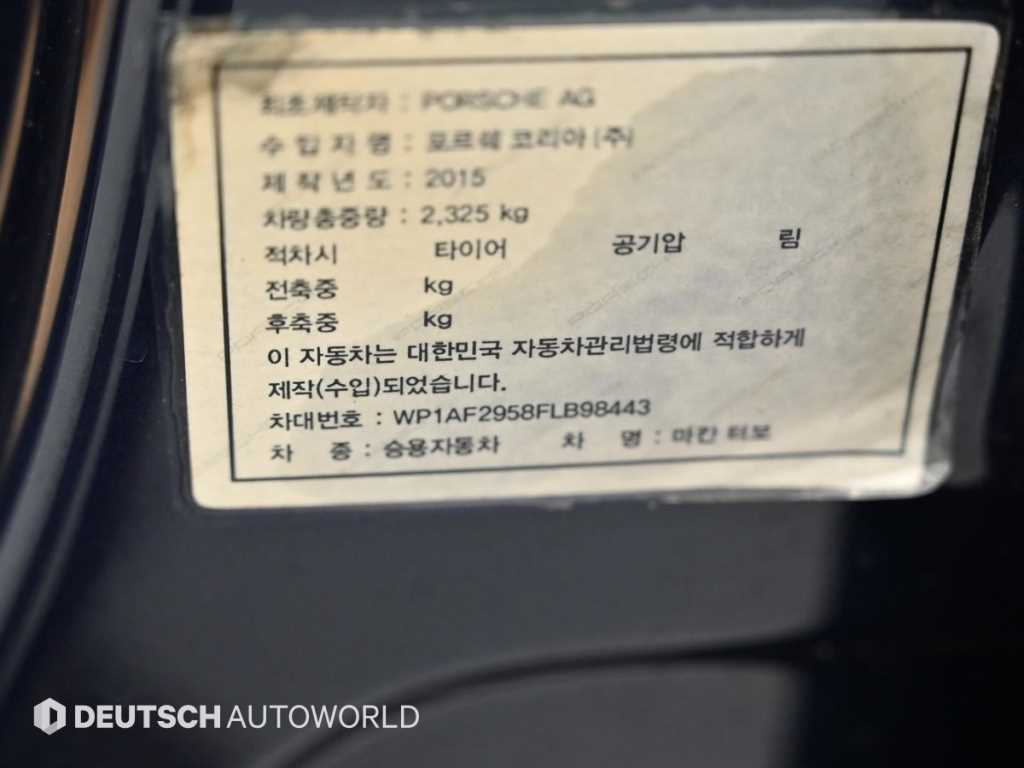 최초제작자 : PORSCHE AG
수 입 자 명 : 포르쉐 코리아 (주)
제 작 년 도 : 2015
차량총중량 : 2,325 kg
적차시 타이어 공기압 림
전축중 kg
후축중 kg
이 자동차는 대한민국 자동차관리법령에 적합하게
제작(수입)되었습니다.
차대번호 : WP1AF2958FLB98443
차 종 : 승용자동차 차 명 : 마칸 터보
DEUTSCH AUTOWORLD